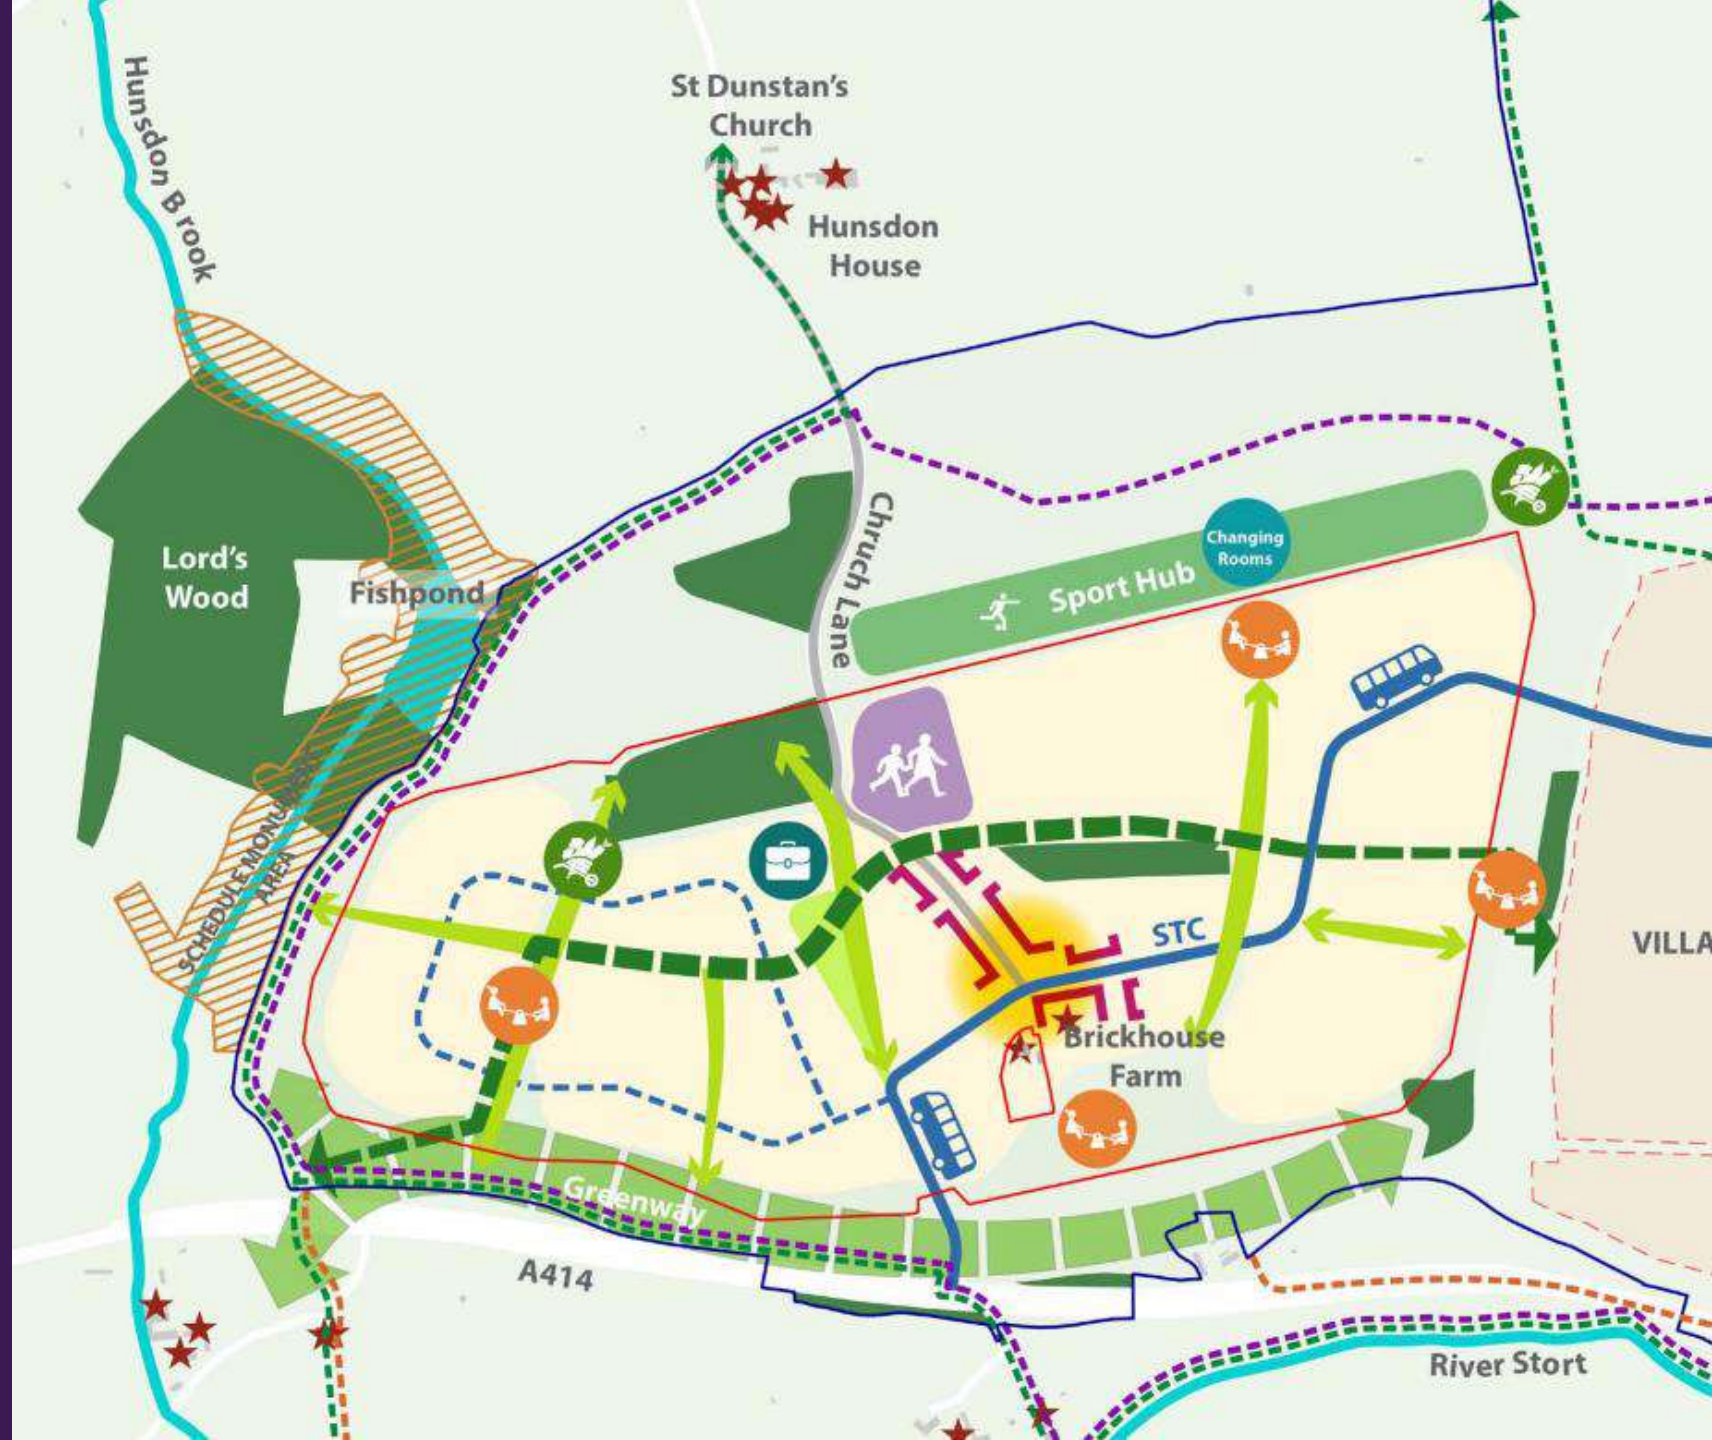 Hunsdon Brook
St Dunstan's
Church
Hunsdon
House
Lord's
Wood
Fishpond
Chruch Lane
Changing
Rooms
Sport Hub
SCHEDULE MONUMENT
AREA
STC
VILLA
Brickhouse
Farm
Greenway
A414
River Stort